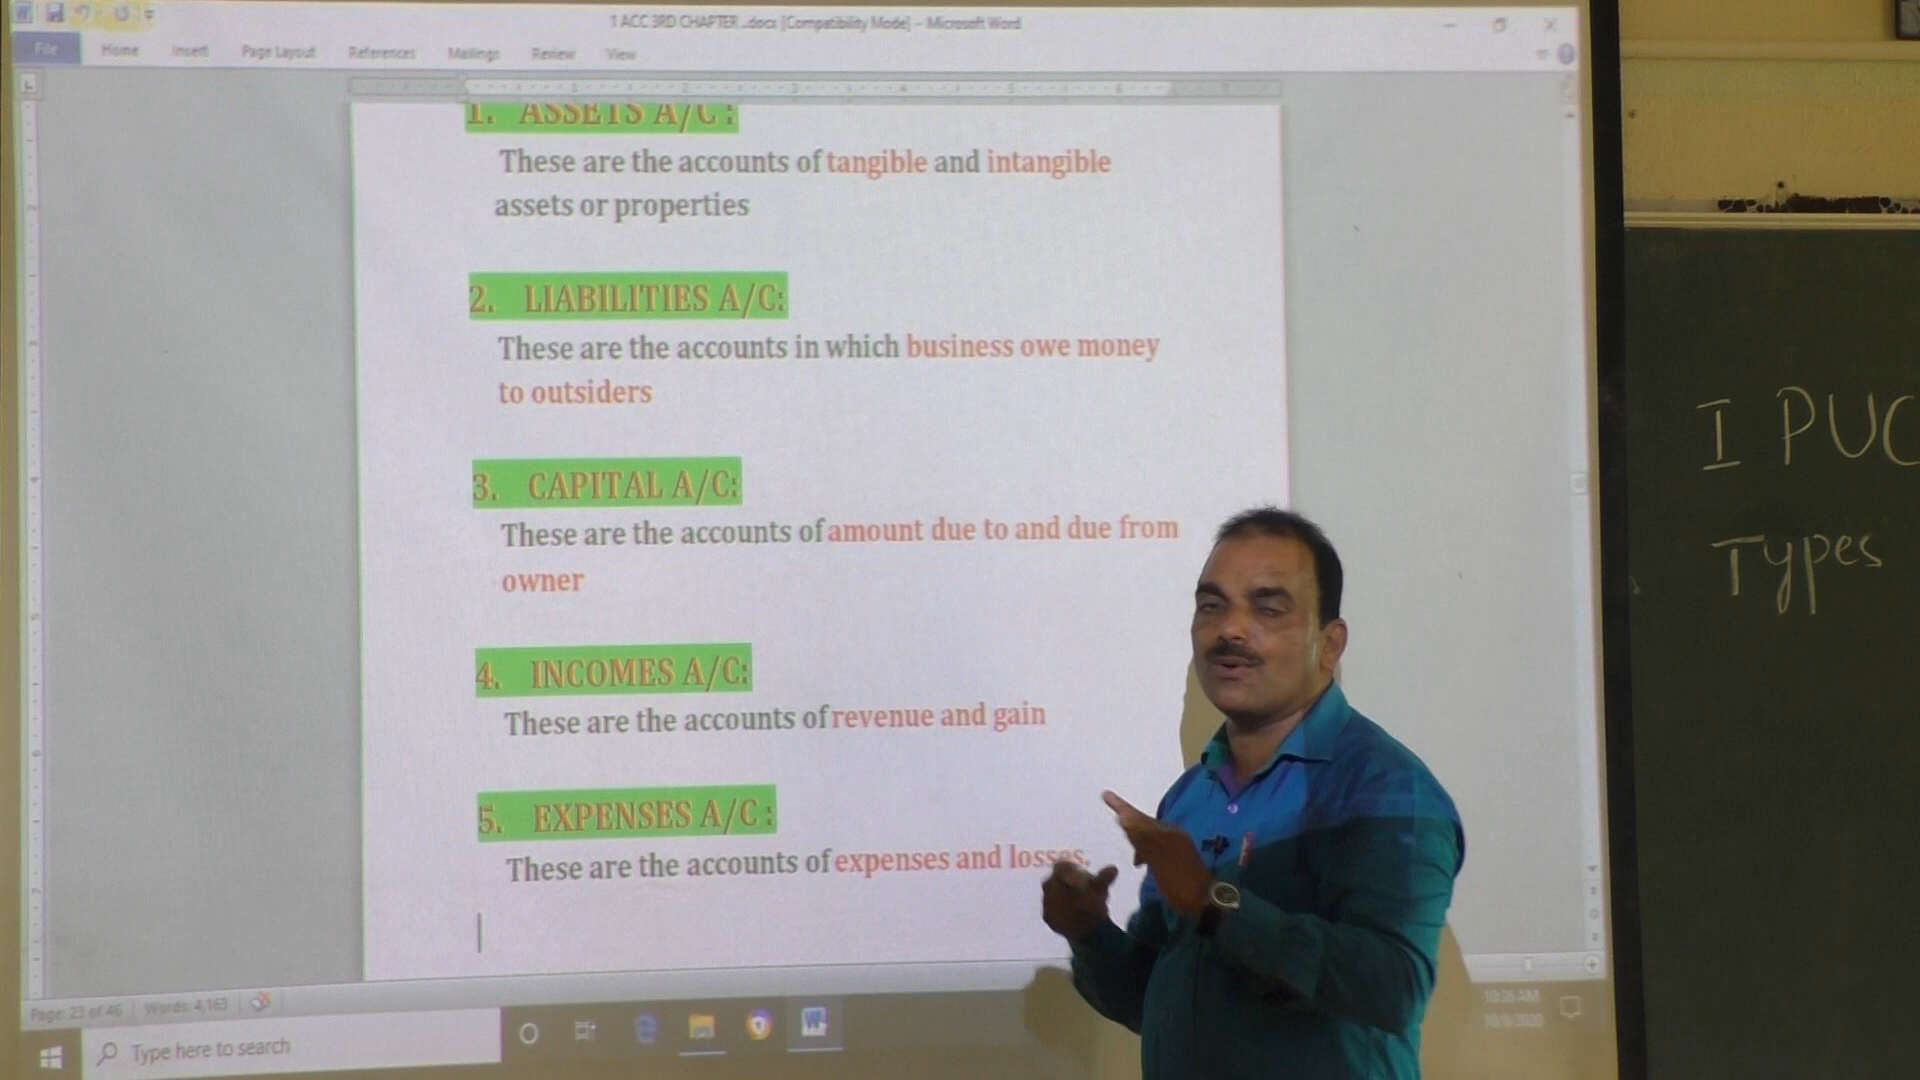 1 ACC 3RD CHAPTER ..docx [Compatibility Mode] - Microsoft Word
File Home Insert Page Layout References Mailings Review View
1. ASSETS A/C :
These are the accounts of tangible and intangible
assets or properties
2. LIABILITIES A/C:
These are the accounts in which business owe money
to outsiders
3. CAPITAL A/C:
These are the accounts of amount due to and due from
owner
4. INCOMES A/C:
These are the accounts of revenue and gain
5. EXPENSES A/C :
These are the accounts of expenses and losses.
I PUC
Types
Page: 23 of 46 Words: 4,163
Type here to search
10:36 AM